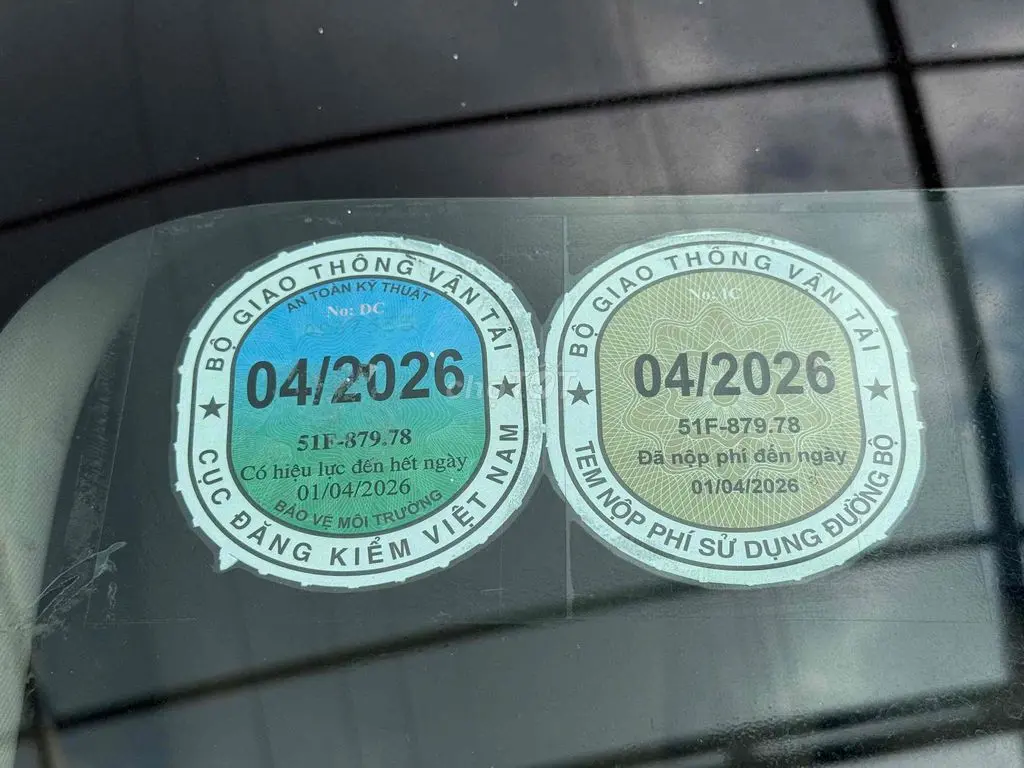 BỘ GIAO THÔNG VẬN TẢI
AN TOÀN KỸ THUẬT
No: DC
04/2026
51F-879.78
Có hiệu lực đến hết ngày
01/04/2026
BẢO VỆ MÔI TRƯỜNG
CỤC ĐĂNG KIỂM VIỆT NAM
BỘ GIAO THÔNG VẬN TẢI
No: IC
04/2026
51F-879.78
Đã nộp phí đến ngày
01/04/2026
TEM NỘP PHÍ SỬ DỤNG ĐƯỜNG BỘ